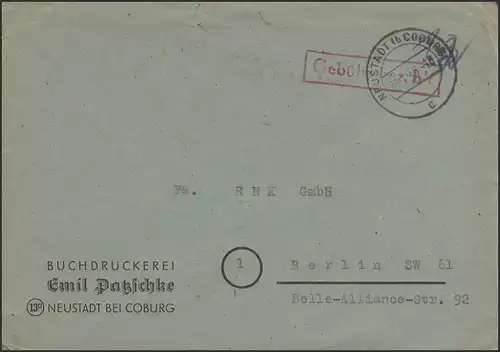 NEUSTADT (b COBURG)
c
Gebühr
Fa. R H K GmbH
1 Berlin SW 61
Belle-Alliance-Str. 92
BUCHDRUCKEREI
Emil Patzschke
13a NEUSTADT BEI COBURG